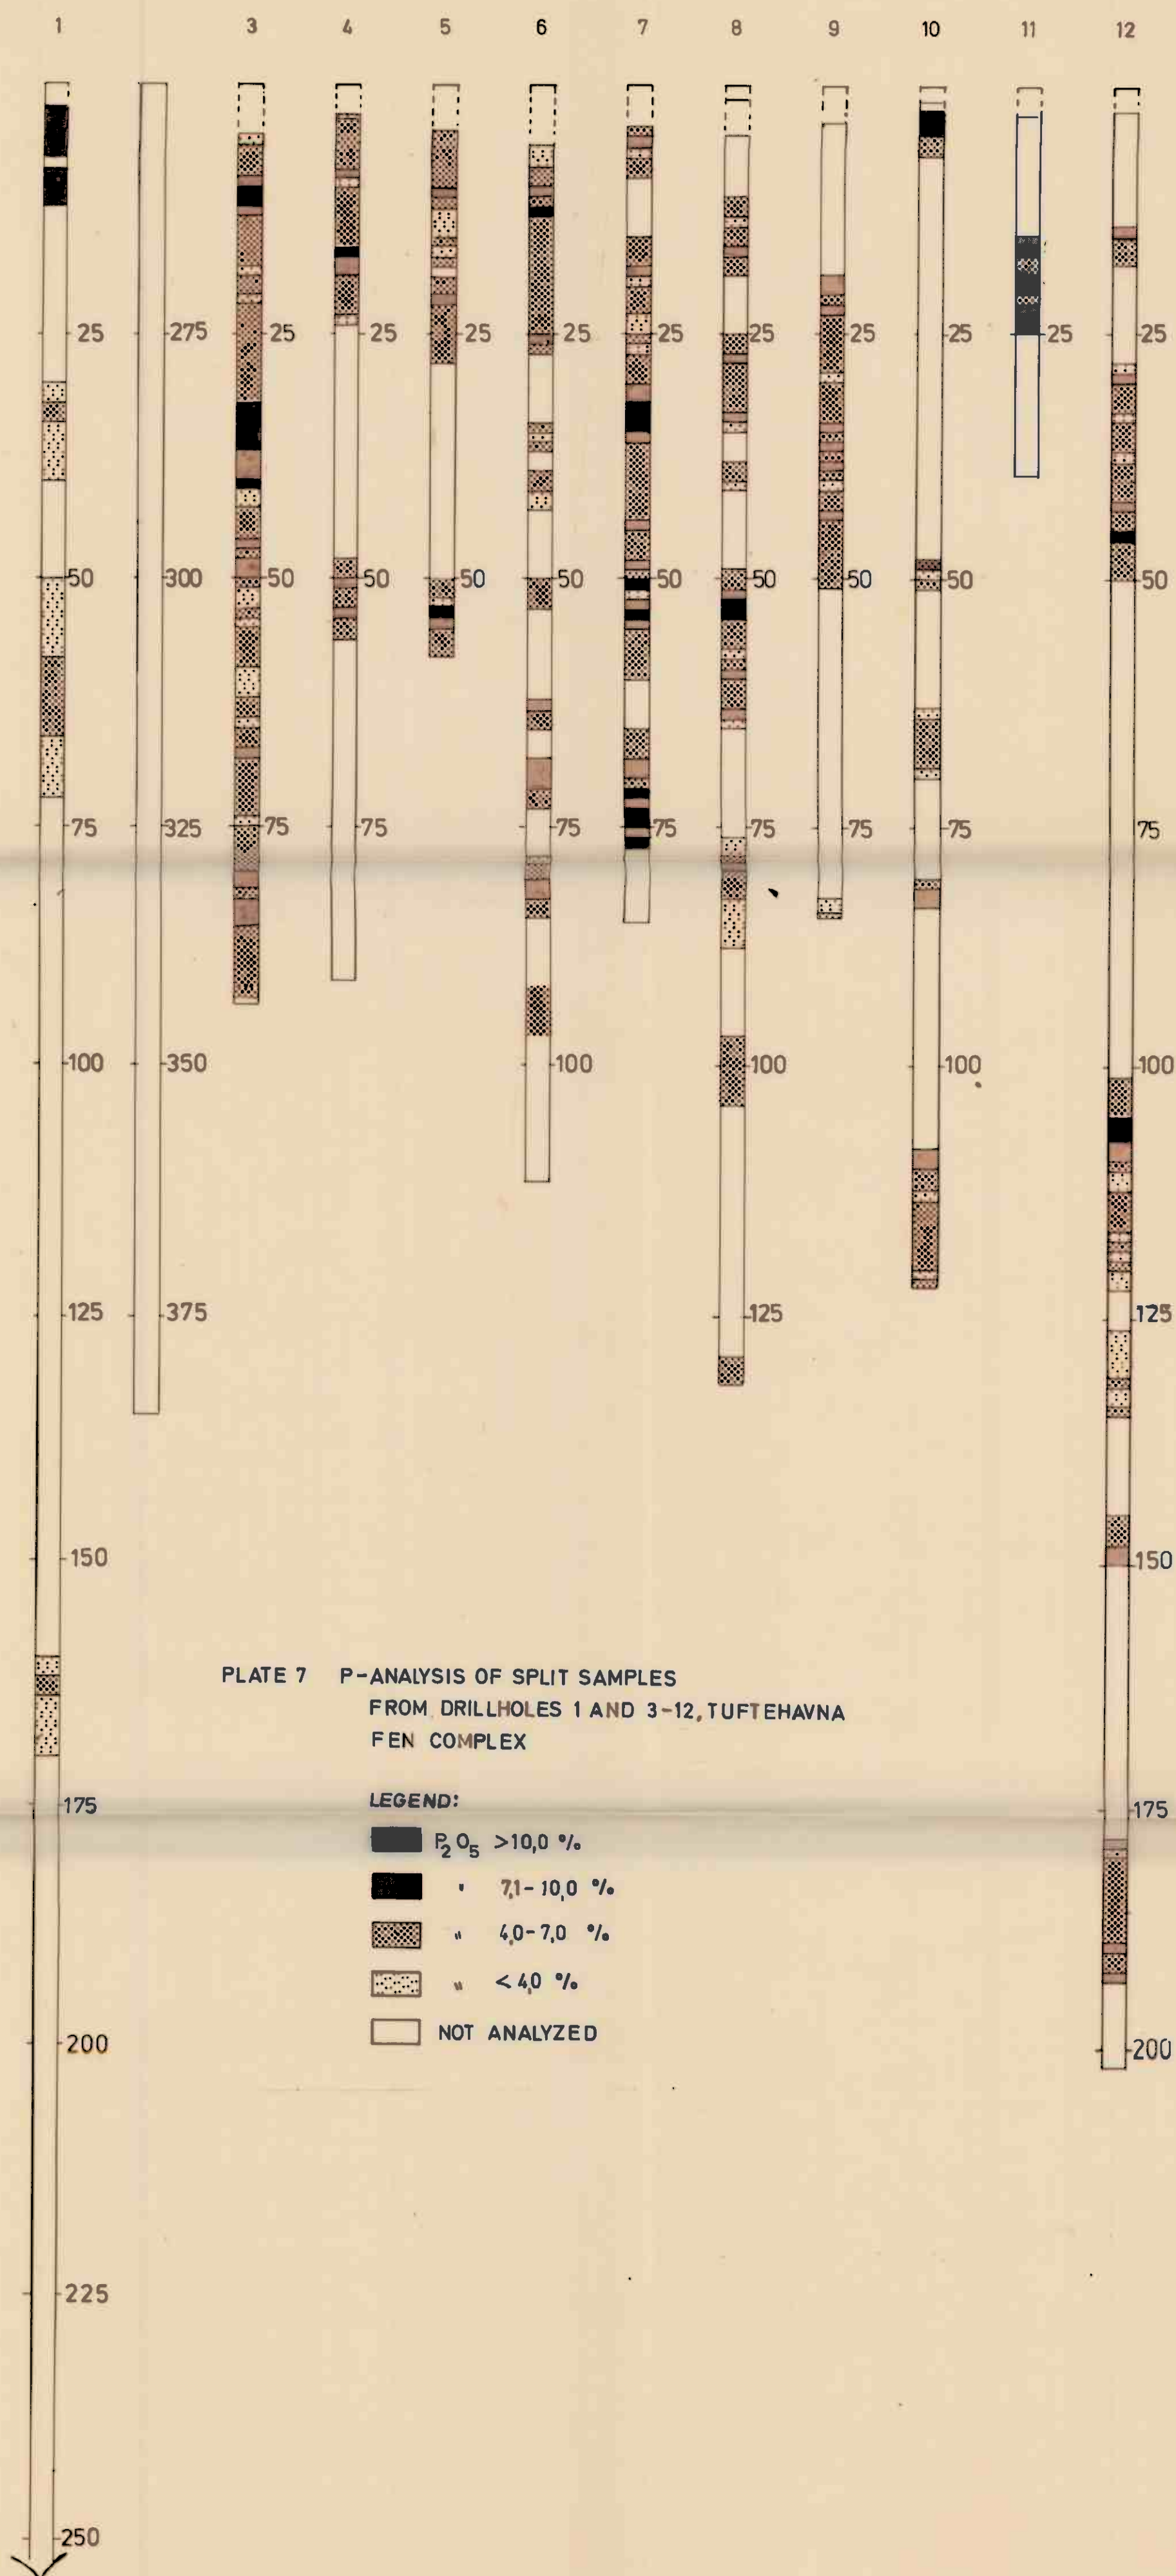 1 3 4 5 6 7 8 9 10 11 12
25 275 25 25 25 25 25 25 25 25 25 25
50 300 50 50 50 50 50 50 50 50 50
75 325 75 75 75 75 75 75 75 75
100 350 100 100 100 100
125 375 125 125
150 150
PLATE 7 P-ANALYSIS OF SPLIT SAMPLES
FROM DRILLHOLES 1 AND 3-12, TUFTEHAVNA
FEN COMPLEX
LEGEND:
175 175
P2O5 >10,0 %
" 7,1-10,0 %
" 4,0-7,0 %
" <4,0 %
NOT ANALYZED
200 200
225
250